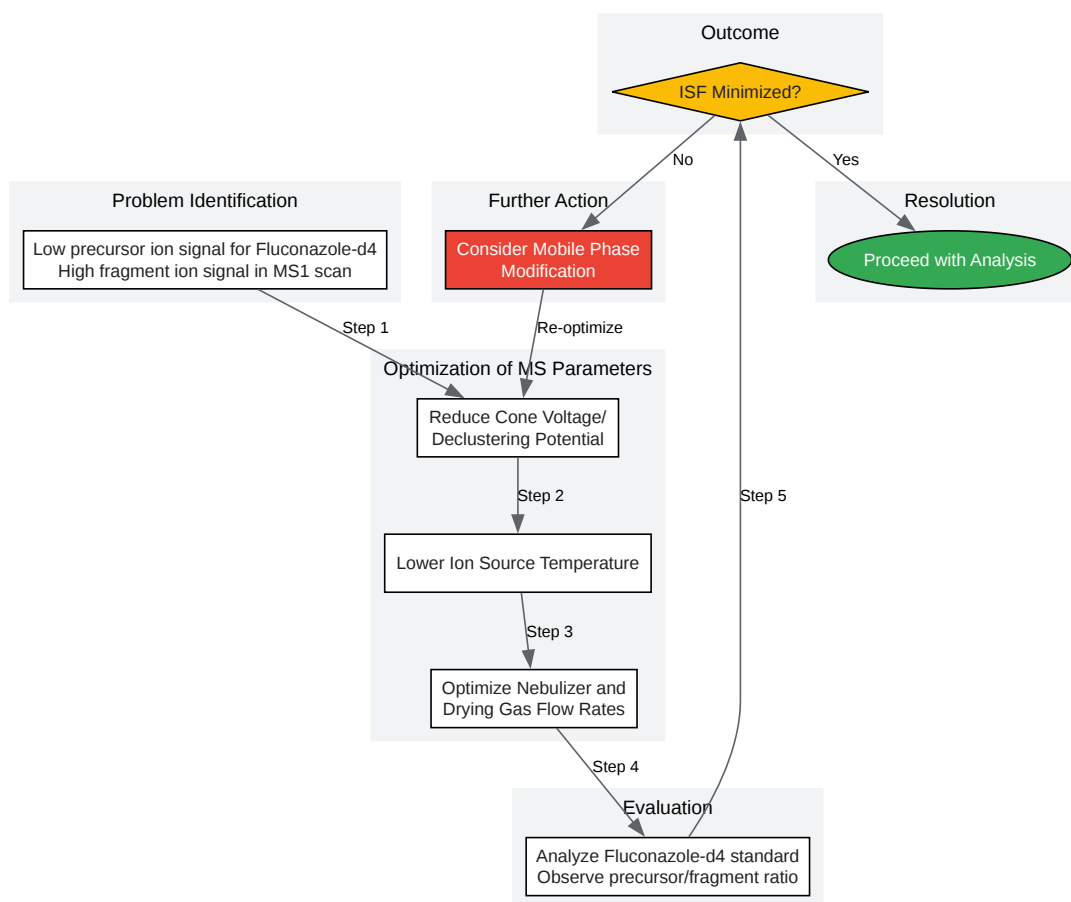 Outcome
ISF Minimized?
No
Yes
Problem Identification
Low precursor ion signal for Fluconazole-d4
High fragment ion signal in MS1 scan
Further Action
Consider Mobile Phase
Modification
Resolution
Proceed with Analysis
Step 1
Re-optimize
Optimization of MS Parameters
Reduce Cone Voltage/
Declustering Potential
Step 2
Step 5
Lower Ion Source Temperature
Step 3
Optimize Nebulizer and
Drying Gas Flow Rates
Step 4
Evaluation
Analyze Fluconazole-d4 standard
Observe precursor/fragment ratio